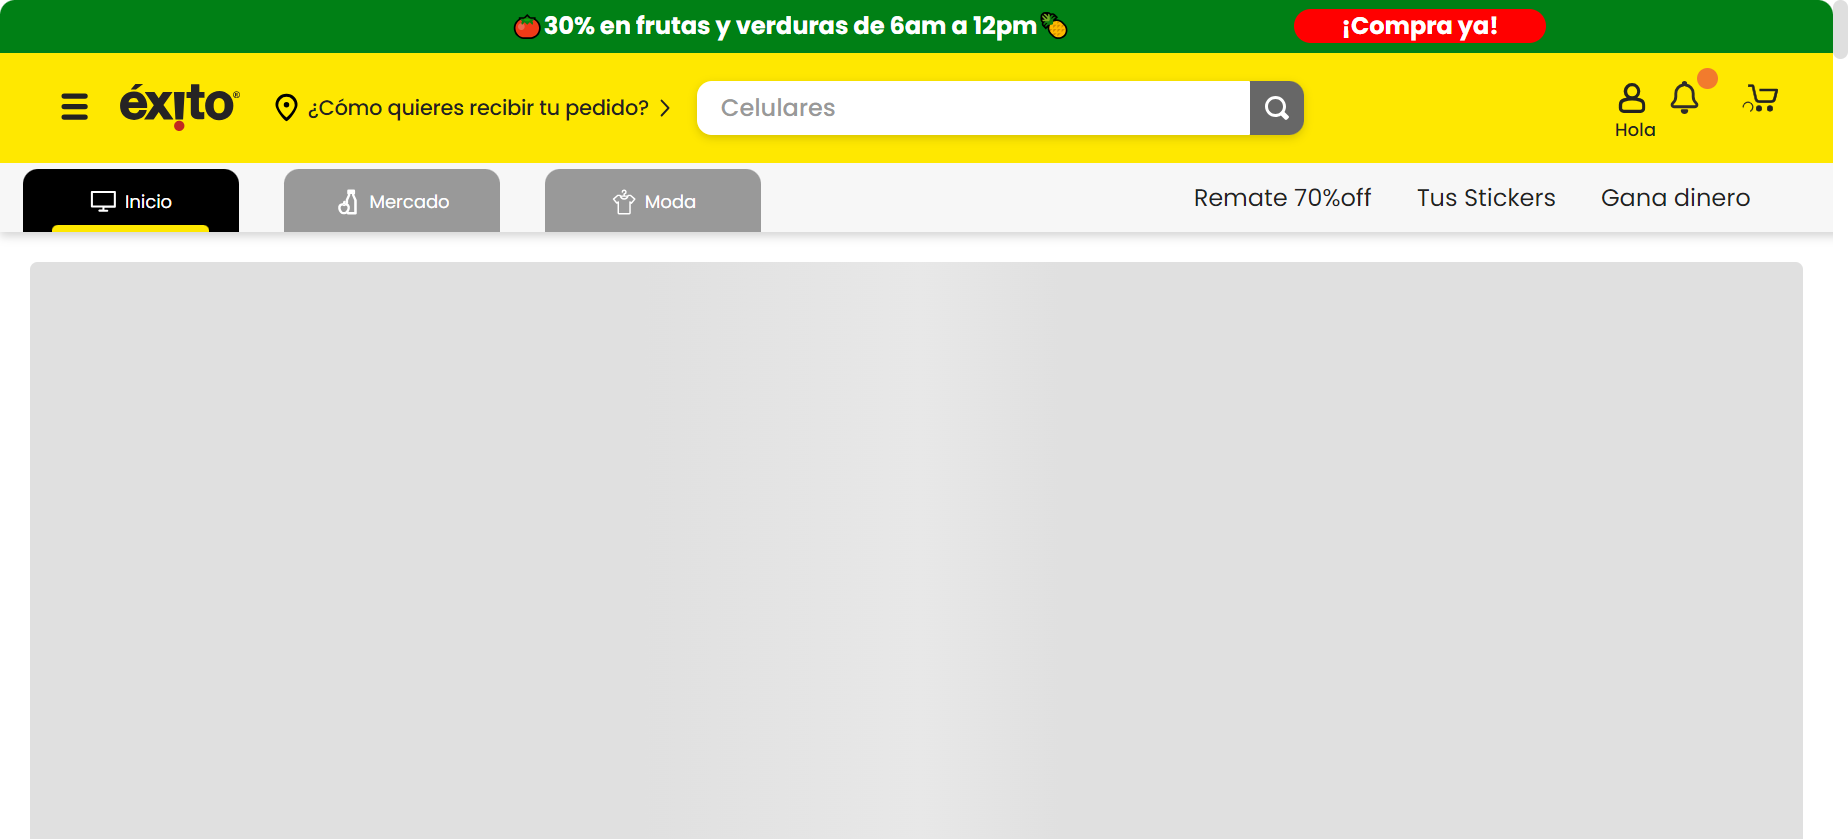 30% en frutas y verduras de 6am a 12pm
¡Compra ya!
éxito®
¿Cómo quieres recibir tu pedido?
Celulares
Hola
Inicio
Mercado
Moda
Remate 70%off
Tus Stickers
Gana dinero